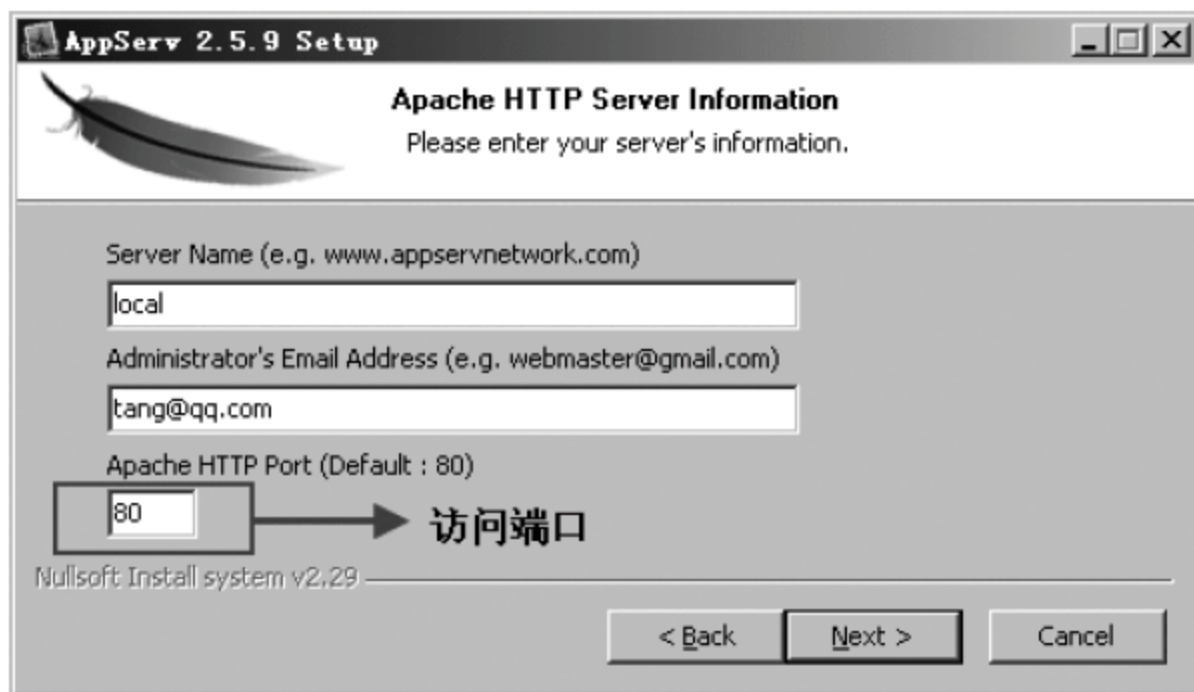 AppServ 2.5.9 Setup
Apache HTTP Server Information
Please enter your server's information.
Server Name (e.g. www.appservnetwork.com)
local
Administrator's Email Address (e.g. webmaster@gmail.com)
tang@qq.com
Apache HTTP Port (Default : 80)
80
访问端口
Nullsoft Install system v2.29
< Back Next > Cancel